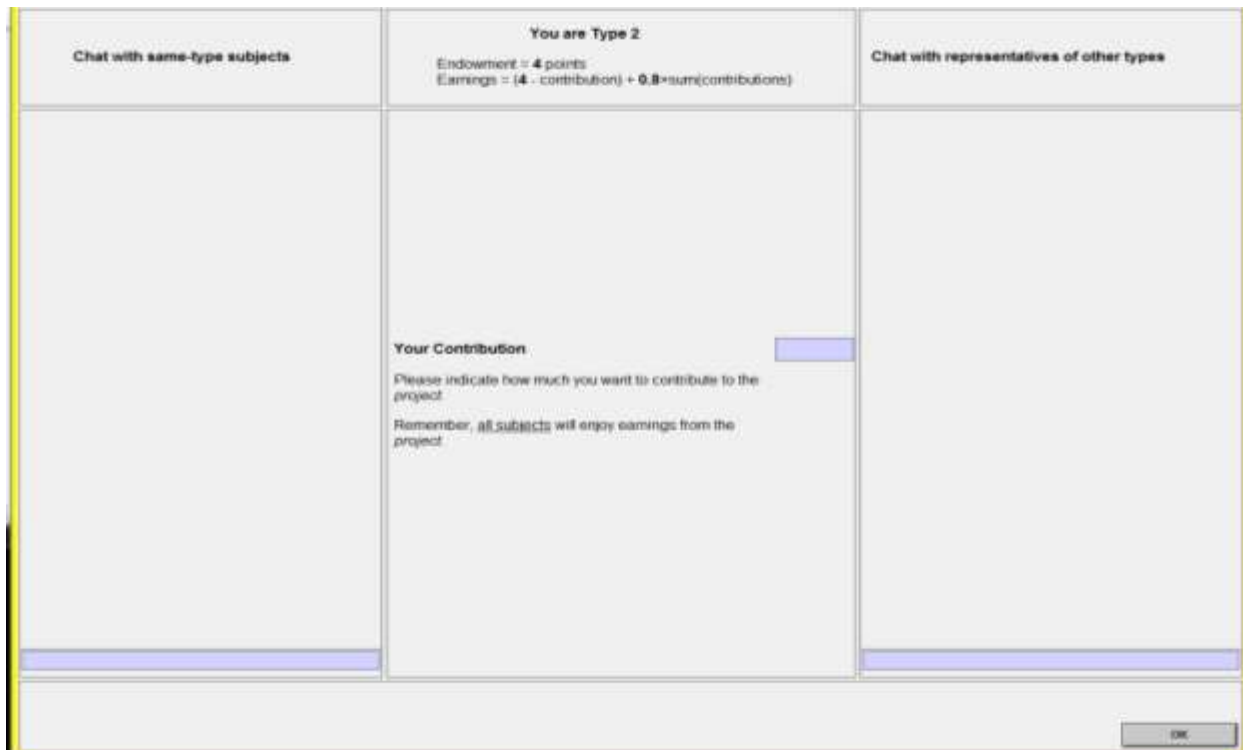 Chat with same-type subjects
You are Type 2
Endowment = 4 points
Earnings = (4 - contribution) + 0.8*sum(contributions)
Chat with representatives of other types
Your Contribution
Please indicate how much you want to contribute to the
project
Remember, all subjects will enjoy earnings from the
project
OK